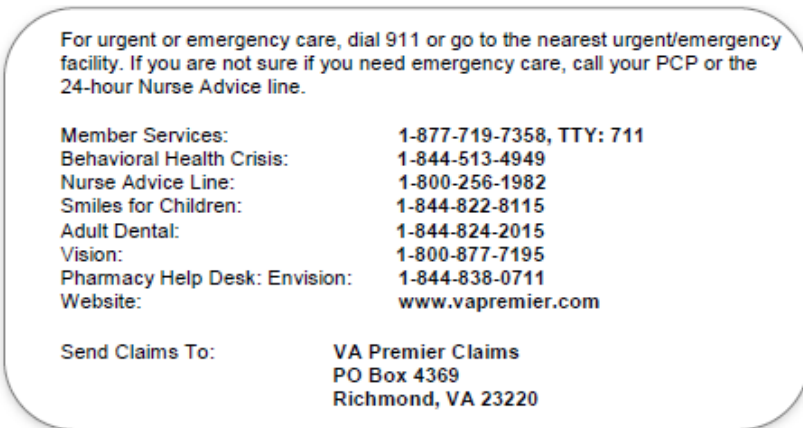 For urgent or emergency care, dial 911 or go to the nearest urgent/emergency
facility. If you are not sure if you need emergency care, call your PCP or the
24-hour Nurse Advice line.
Member Services: 1-877-719-7358, TTY: 711
Behavioral Health Crisis: 1-844-513-4949
Nurse Advice Line: 1-800-256-1982
Smiles for Children: 1-844-822-8115
Adult Dental: 1-844-824-2015
Vision: 1-800-877-7195
Pharmacy Help Desk: Envision: 1-844-838-0711
Website: www.vapremier.com
Send Claims To: VA Premier Claims
PO Box 4369
Richmond, VA 23220